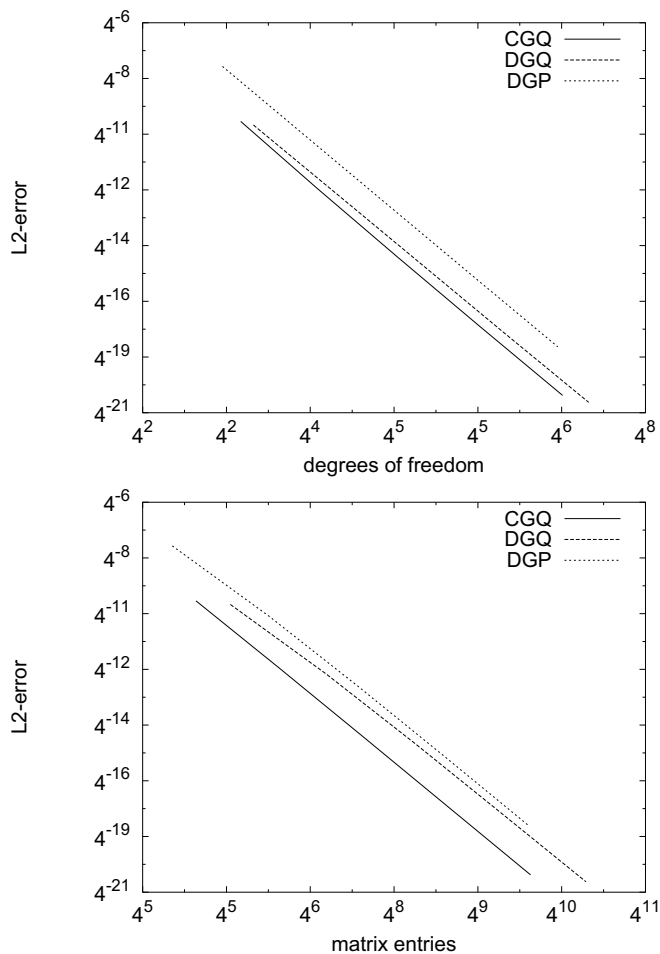 4^-6
4^-8
4^-11
4^-12
4^-14
4^-16
4^-19
4^-21
L2-error
CGQ
DGQ
DGP
4^2 4^2 4^4 4^5 4^5 4^6 4^8
degrees of freedom
4^-6
4^-8
4^-11
4^-12
4^-14
4^-16
4^-19
4^-21
L2-error
CGQ
DGQ
DGP
4^5 4^5 4^6 4^8 4^9 4^10 4^11
matrix entries